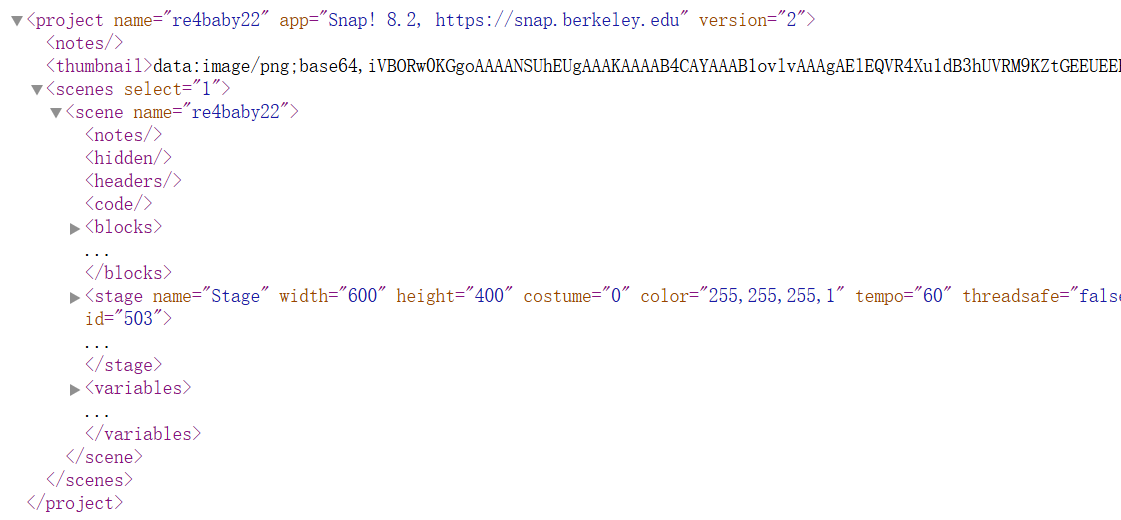 ▼<project name="re4baby22" app="Snap! 8.2, https://snap.berkeley.edu" version="2">
<notes/>
<thumbnail>data:image/png;base64,iVBORw0KGgoAAAANSUhEUgAAAKAAAAB4CAYAAAB1ovlvAAAgAElEQVR4XuldB3hUVRM9KZtGEEUEEI
▼<scenes select="1">
▼<scene name="re4baby22">
<notes/>
<hidden/>
<headers/>
<code/>
▶<blocks>
...
</blocks>
▶<stage name="Stage" width="600" height="400" costume="0" color="255,255,255,1" tempo="60" threadsafe="false
id="503">
...
</stage>
▶<variables>
...
</variables>
</scene>
</scenes>
</project>